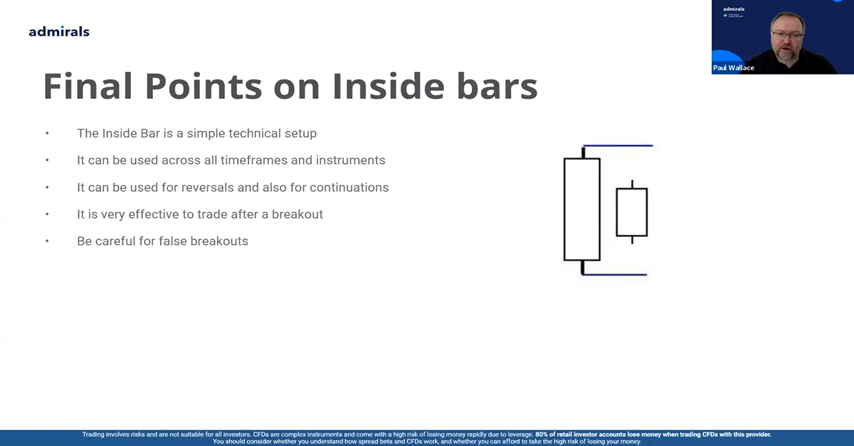 admirals
admirals
Paul Wallace
Final Points on Inside bars
• The Inside Bar is a simple technical setup
• It can be used across all timeframes and instruments
• It can be used for reversals and also for continuations
• It is very effective to trade after a breakout
• Be careful for false breakouts
Trading involves risks and are not suitable for all investors. CFDs are complex instruments and come with a high risk of losing money rapidly due to leverage. 80% of retail investor accounts lose money when trading CFDs with this provider.
You should consider whether you understand how spread bets and CFDs work, and whether you can afford to take the high risk of losing your money.